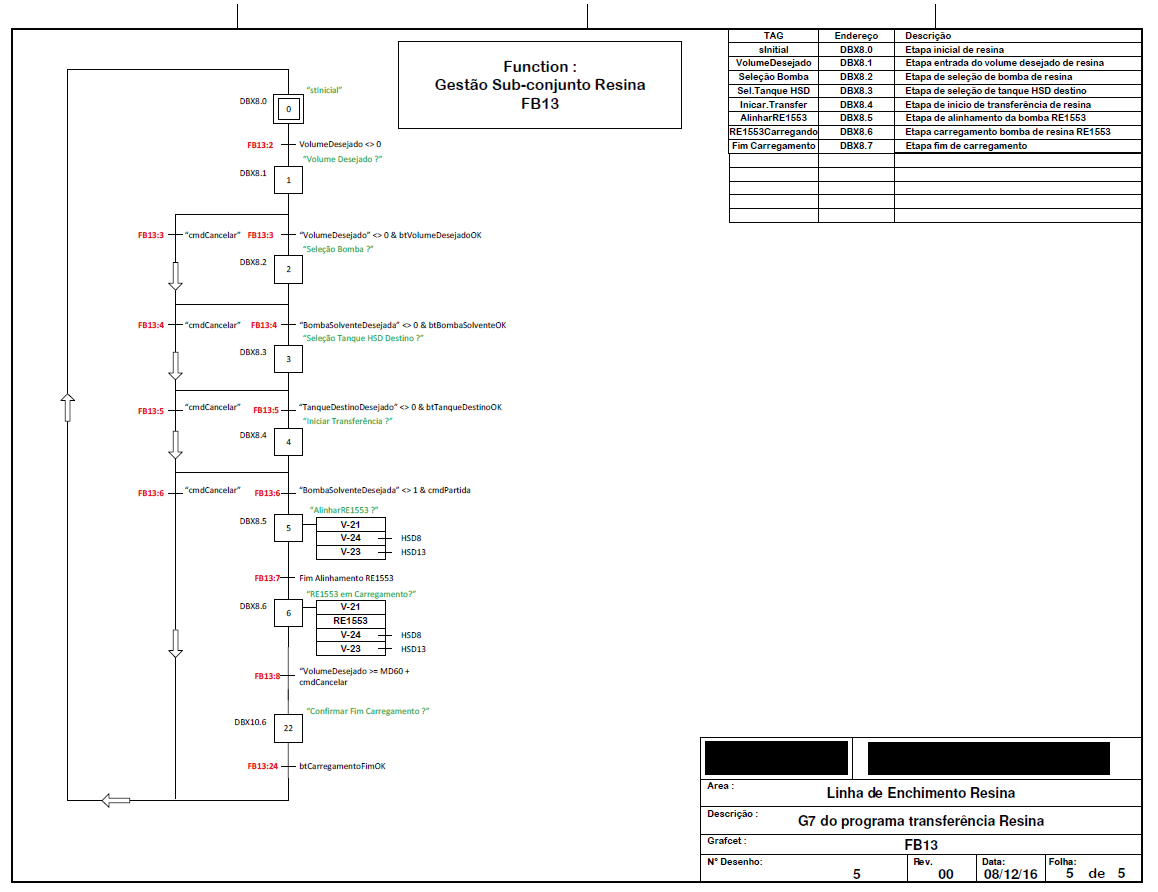 Function :
Gestão Sub-conjunto Resina
FB13
TAG Endereço Descrição
sInitial DBX8.0 Etapa inicial de resina
VolumeDesejado DBX8.1 Etapa entrada do volume desejado de resina
Seleção Bomba DBX8.2 Etapa de seleção de bomba de resina
Sel.Tanque HSD DBX8.3 Etapa de seleção de tanque HSD destino
Inicar.Transfer DBX8.4 Etapa de inicio de transferência de resina
AlinharRE1553 DBX8.5 Etapa de alinhamento da bomba RE1553
RE1553Carregando DBX8.6 Etapa carregamento bomba de resina RE1553
Fim Carregamento DBX8.7 Etapa fim de carregamento
"stInicial"
DBX8.0 0
FB13:2 VolumeDesejado <> 0
"Volume Desejado ?"
DBX8.1 1
FB13:3 "cmdCancelar" FB13:3 "VolumeDesejado" <> 0 & btVolumeDesejadoOK
"Seleção Bomba ?"
DBX8.2 2
FB13:4 "cmdCancelar" FB13:4 "BombaSolventeDesejada" <> 0 & btBombaSolventeOK
"Seleção Tanque HSD Destino ?"
DBX8.3 3
FB13:5 "cmdCancelar" FB13:5 "TanqueDestinoDesejado" <> 0 & btTanqueDestinoOK
"Iniciar Transferência ?"
DBX8.4 4
FB13:6 "cmdCancelar" FB13:6 "BombaSolventeDesejada" <> 1 & cmdPartida
"AlinharRE1553 ?"
DBX8.5 5 V-21
V-24 HSD8
V-23 HSD13
FB13:7 Fim Alinhamento RE1553
"RE1553 em Carregamento?"
DBX8.6 6 V-21
RE1553
V-24 HSD8
V-23 HSD13
FB13:8 "VolumeDesejado >= MD60 +
cmdCancelar
"Confirmar Fim Carregamento ?"
DBX10.6 22
FB13:24 btCarregamentoFimOK
Area : Linha de Enchimento Resina
Descrição : G7 do programa transferência Resina
Grafcet : FB13
N° Desenho: Rev. Data: Folha:
5 00 08/12/16 5 de 5